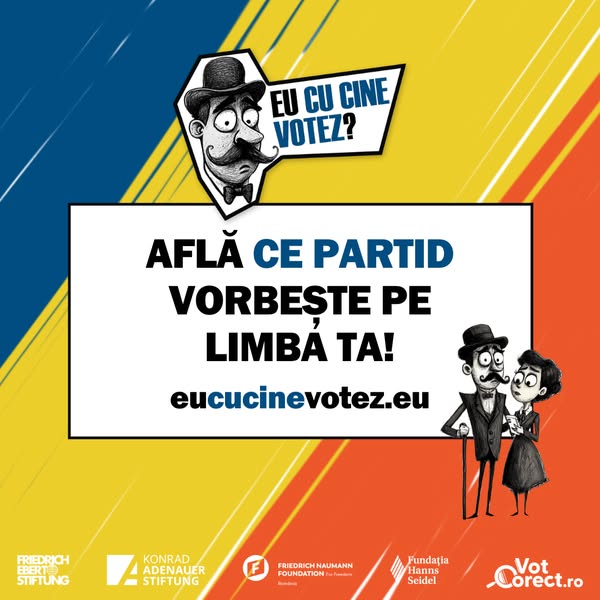 EU CU CINE
VOTEZ?
AFLĂ CE PARTID
VORBEȘTE PE
LIMBA TA!
eucucinevotez.eu
FRIEDRICH
EBERT
STIFTUNG
KONRAD
ADENAUER
STIFTUNG
FRIEDRICH NAUMANN
FOUNDATION For Freedom.
România
Fundația
Hanns
Seidel
Vot
Corect.ro